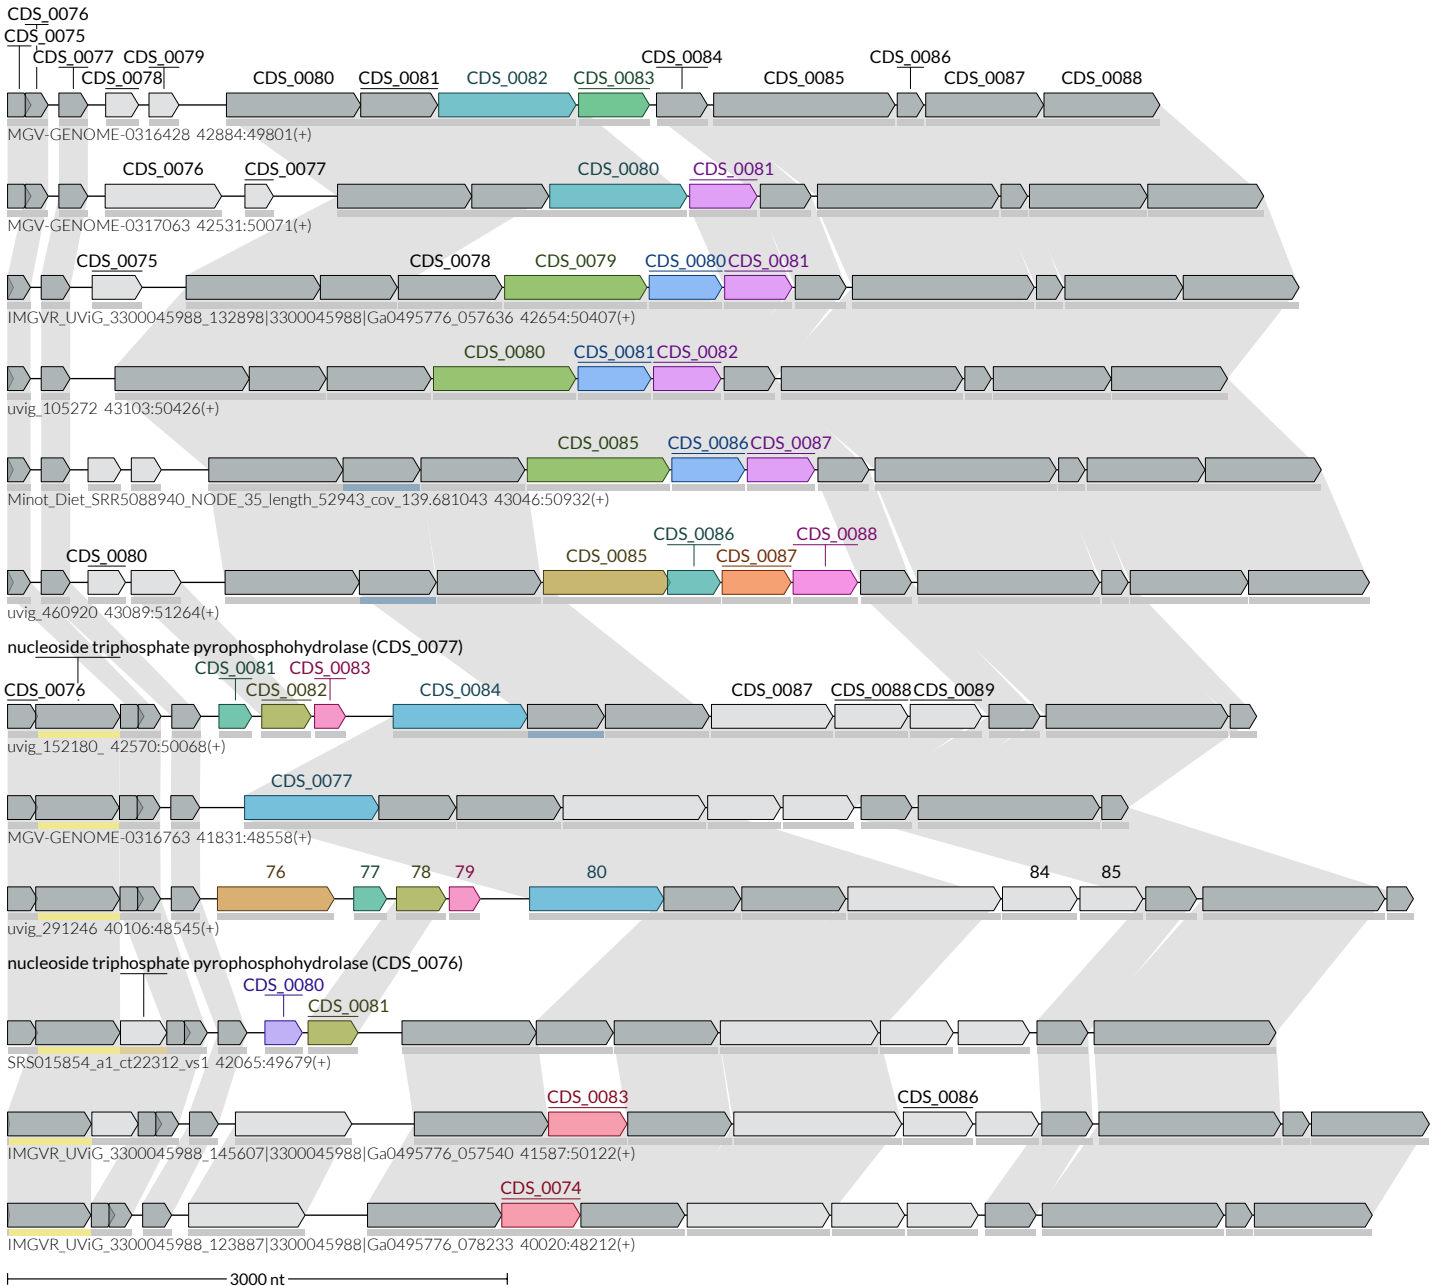 CDS_0076
CDS_0075
CDS_0077 CDS_0079 CDS_0084 CDS_0086
CDS_0078 CDS_0080 CDS_0081 CDS_0082 CDS_0083 CDS_0085 CDS_0087 CDS_0088
MGV-GENOME-0316428 42884:49801(+)
CDS_0076 CDS_0077 CDS_0080 CDS_0081
MGV-GENOME-0317063 42531:50071(+)
CDS_0075 CDS_0078 CDS_0079 CDS_0080 CDS_0081
IMGVR_UViG_3300045988_132898|3300045988|Ga0495776_057636 42654:50407(+)
CDS_0080 CDS_0081 CDS_0082
uvig_105272 43103:50426(+)
CDS_0085 CDS_0086 CDS_0087
Minot_Diet_SRR5088940_NODE_35_length_52943_cov_139.681043 43046:50932(+)
CDS_0086 CDS_0088
CDS_0080 CDS_0085 CDS_0087
uvig_460920 43089:51264(+)
nucleoside triphosphate pyrophosphohydrolase (CDS_0077)
CDS_0081 CDS_0083
CDS_0076 CDS_0082 CDS_0084 CDS_0087 CDS_0088 CDS_0089
uvig_152180_ 42570:50068(+)
CDS_0077
MGV-GENOME-0316763 41831:48558(+)
76 77 78 79 80 84 85
uvig_291246 40106:48545(+)
nucleoside triphosphate pyrophosphohydrolase (CDS_0076)
CDS_0080
CDS_0081
SRS015854_a1_ct22312_vs1 42065:49679(+)
CDS_0083 CDS_0086
IMGVR_UViG_3300045988_145607|3300045988|Ga0495776_057540 41587:50122(+)
CDS_0074
IMGVR_UViG_3300045988_123887|3300045988|Ga0495776_078233 40020:48212(+)
3000 nt